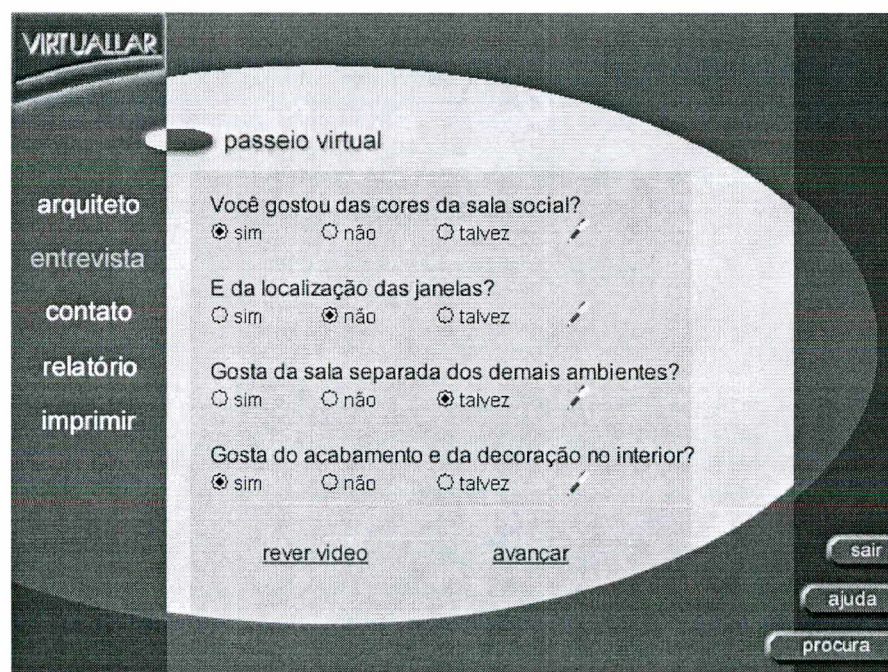 VIRTUALLAR
passeio virtual
arquiteto
entrevista
contato
relatório
imprimir
Você gostou das cores da sala social?
sim não talvez
E da localização das janelas?
sim não talvez
Gosta da sala separada dos demais ambientes?
sim não talvez
Gosta do acabamento e da decoração no interior?
sim não talvez
rever video avançar
sair
ajuda
procura